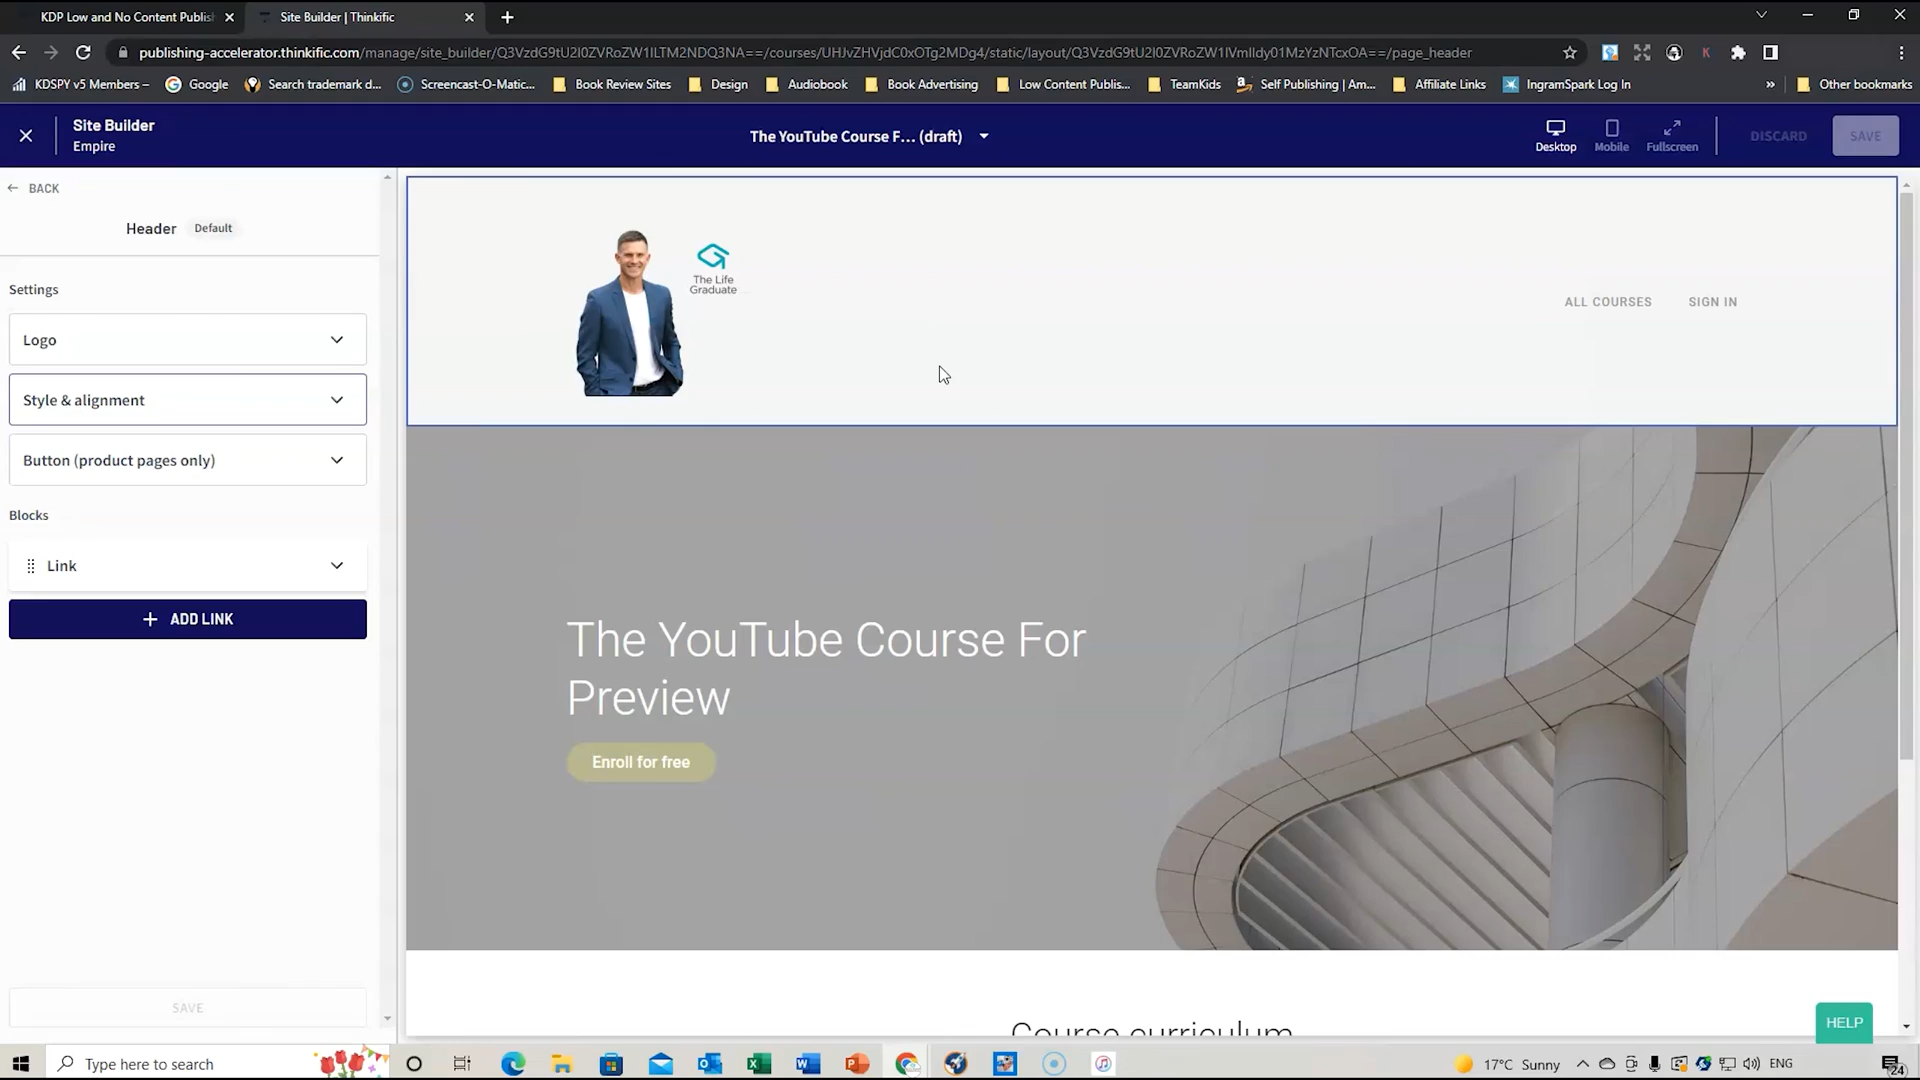 KDP Low and No Content Publish
Site Builder | Thinkific
publishing-accelerator.thinkific.com/manage/site_builder/Q3VzdG9tU2l0ZVRoZW1lLTM2NDQ3NA==/courses/UHJvZHVjdC0xOTg2MDg4/static/layout/Q3VzdG9tU2l0ZVRoZW1lVmlldy01MzYzNTcxOA==/page_header
KDSPY v5 Members –
Google
Search trademark d...
Screencast-O-Matic...
Book Review Sites
Design
Audiobook
Book Advertising
Low Content Publis...
TeamKids
Self Publishing | Am...
Affiliate Links
IngramSpark Log In
»
Other bookmarks
Site Builder
Empire
The YouTube Course F... (draft)
Desktop
Mobile
Fullscreen
DISCARD
SAVE
BACK
Header Default
Settings
Logo
Style & alignment
Button (product pages only)
Blocks
Link
+ ADD LINK
SAVE
The Life
Graduate
ALL COURSES SIGN IN
The YouTube Course For
Preview
Enroll for free
Course curriculum
HELP
Type here to search
17°C Sunny
ENG
24